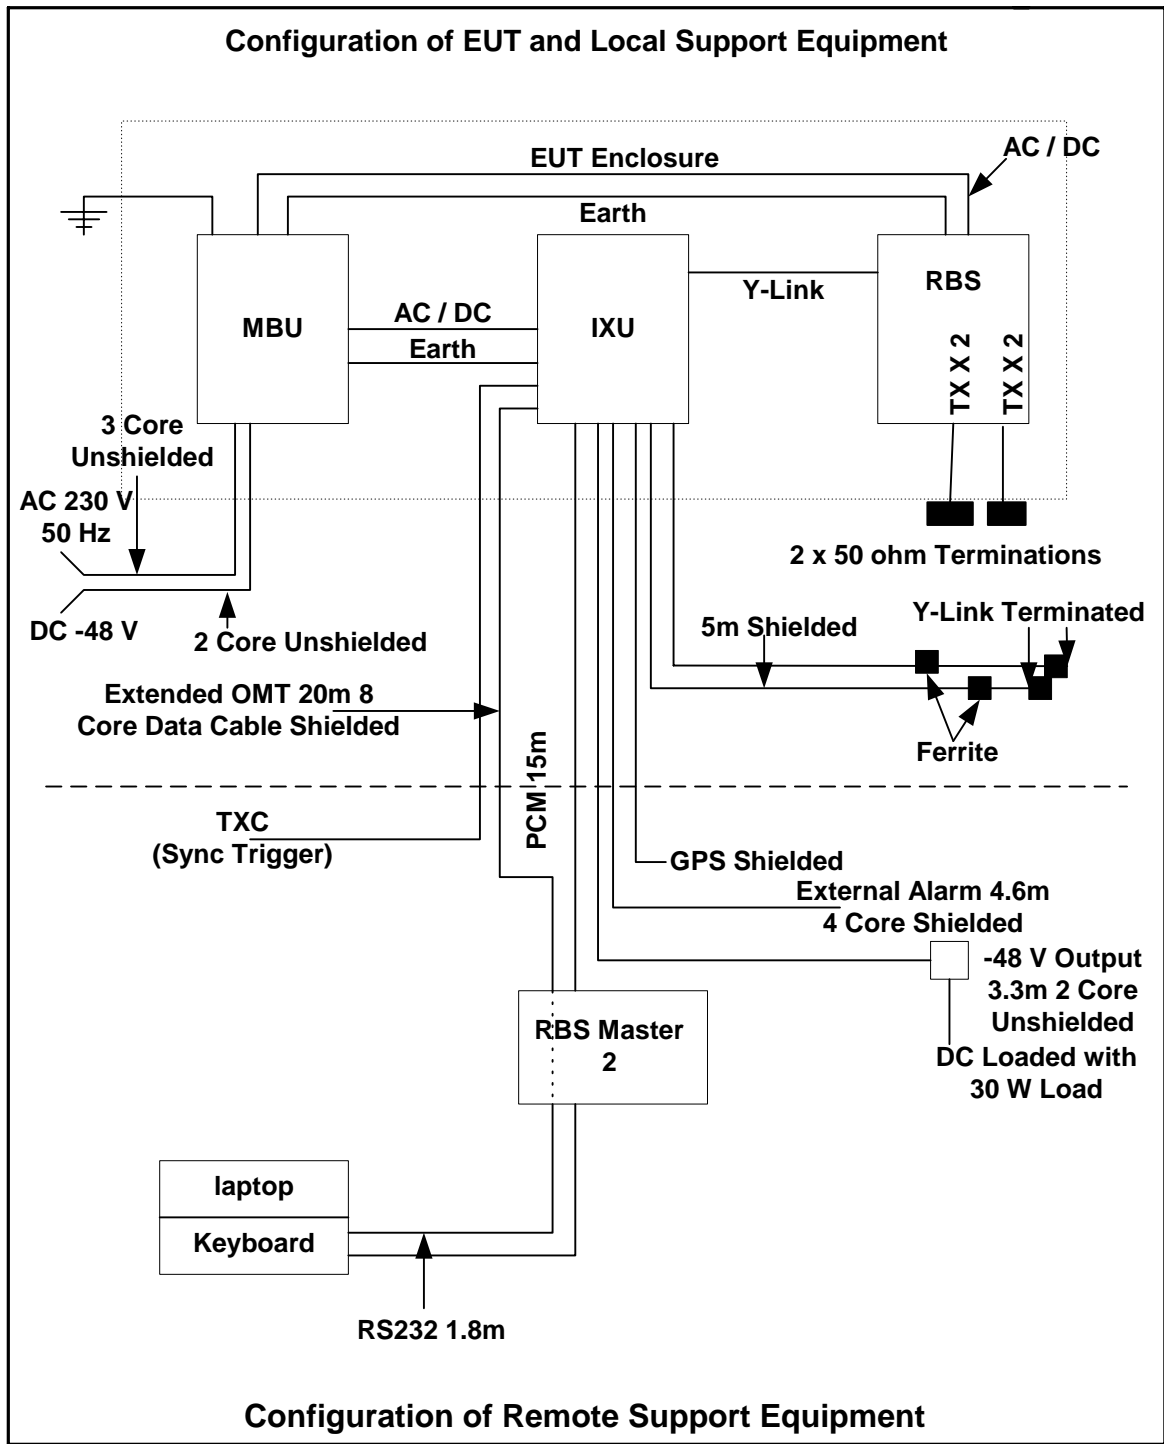 Configuration of EUT and Local Support Equipment
EUT Enclosure
AC / DC
Earth
MBU
AC / DC
Earth
IXU
Y-Link
RBS
TX X 2
TX X 2
3 Core
Unshielded
AC 230 V
50 Hz
DC -48 V
2 Core Unshielded
2 x 50 ohm Terminations
5m Shielded
Y-Link Terminated
Ferrite
Extended OMT 20m 8
Core Data Cable Shielded
PCM 15m
TXC
(Sync Trigger)
GPS Shielded
External Alarm 4.6m
4 Core Shielded
-48 V Output
3.3m 2 Core
Unshielded
DC Loaded with
30 W Load
RBS Master
2
laptop
Keyboard
RS232 1.8m
Configuration of Remote Support Equipment